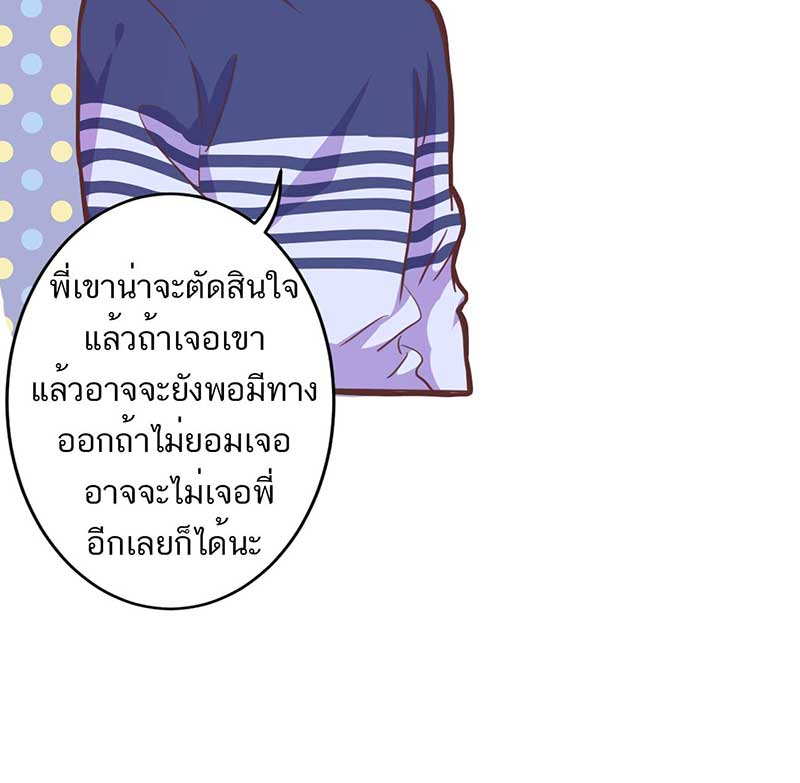 พี่เขาน่าจะตัดสินใจ
แล้วถ้าเจอเขา
แล้วอาจจะยังพอมีทาง
ออกถ้าไม่ยอมเจอ
อาจจะไม่เจอพี่
อีกเลยก็ได้นะ